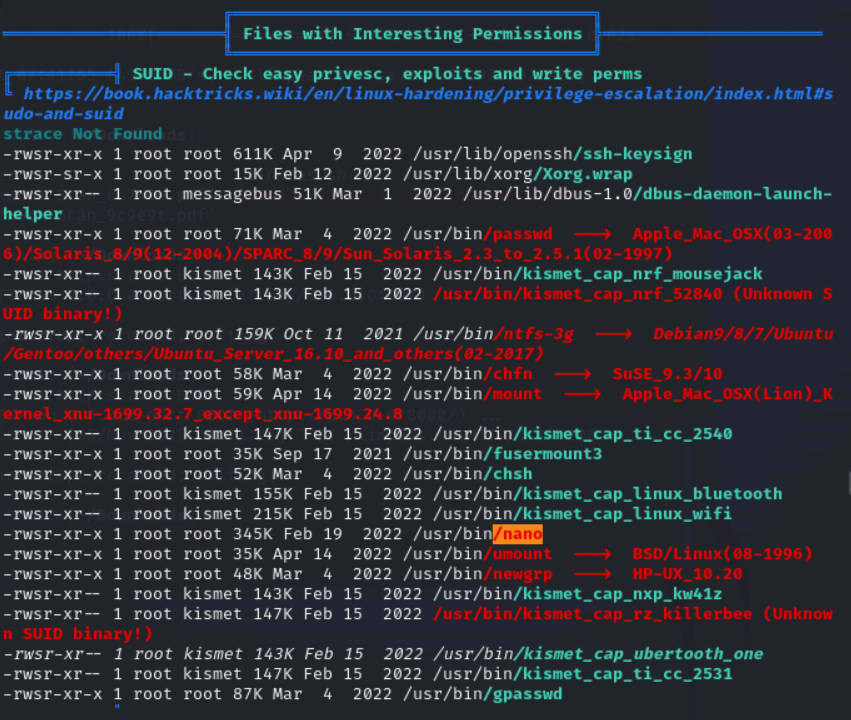 Files with Interesting Permissions
SUID - Check easy privesc, exploits and write perms
https://book.hacktricks.wiki/en/linux-hardening/privilege-escalation/index.html#s
udo-and-suid
strace Not Found
-rwsr-xr-x 1 root root 611K Apr  9  2022 /usr/lib/openssh/ssh-keysign
-rwsr-sr-x 1 root root 15K Feb 12  2022 /usr/lib/xorg/Xorg.wrap
-rwsr-xr-- 1 root messagebus 51K Mar  1  2022 /usr/lib/dbus-1.0/dbus-daemon-launch-
helper
-rwsr-xr-x 1 root root 71K Mar  4  2022 /usr/bin/passwd  --->  Apple_Mac_OSX(03-200
6)/Solaris_8/9(12-2004)/SPARC_8/9/Sun_Solaris_2.3_to_2.5.1(02-1997)
-rwsr-xr-- 1 root kismet 143K Feb 15  2022 /usr/bin/kismet_cap_nrf_mousejack
-rwsr-xr-- 1 root kismet 143K Feb 15  2022 /usr/bin/kismet_cap_nrf_52840 (Unknown S
UID binary!)
-rwsr-xr-x 1 root root 159K Oct 11  2021 /usr/bin/ntfs-3g  --->  Debian9/8/7/Ubuntu
/Gentoo/others/Ubuntu_Server_16.10_and_others(02-2017)
-rwsr-xr-x 1 root root 58K Mar  4  2022 /usr/bin/chfn  --->  SuSE_9.3/10
-rwsr-xr-x 1 root root 59K Apr 14  2022 /usr/bin/mount  --->  Apple_Mac_OSX(Lion)_K
ernel_xnu-1699.32.7_except_xnu-1699.24.8
-rwsr-xr-- 1 root kismet 147K Feb 15  2022 /usr/bin/kismet_cap_ti_cc_2540
-rwsr-xr-x 1 root root 35K Sep 17  2021 /usr/bin/fusermount3
-rwsr-xr-x 1 root root 52K Mar  4  2022 /usr/bin/chsh
-rwsr-xr-- 1 root kismet 155K Feb 15  2022 /usr/bin/kismet_cap_linux_bluetooth
-rwsr-xr-- 1 root kismet 215K Feb 15  2022 /usr/bin/kismet_cap_linux_wifi
-rwsr-xr-x 1 root root 345K Feb 19  2022 /usr/bin/nano
-rwsr-xr-x 1 root root 35K Apr 14  2022 /usr/bin/umount  --->  BSD/Linux(08-1996)
-rwsr-xr-x 1 root root 48K Mar  4  2022 /usr/bin/newgrp  --->  HP-UX_10.20
-rwsr-xr-- 1 root kismet 143K Feb 15  2022 /usr/bin/kismet_cap_nxp_kw41z
-rwsr-xr-- 1 root kismet 147K Feb 15  2022 /usr/bin/kismet_cap_rz_killerbee (Unknow
n SUID binary!)
-rwsr-xr-- 1 root kismet 143K Feb 15  2022 /usr/bin/kismet_cap_ubertooth_one
-rwsr-xr-- 1 root kismet 147K Feb 15  2022 /usr/bin/kismet_cap_ti_cc_2531
-rwsr-xr-x 1 root root 87K Mar  4  2022 /usr/bin/gpasswd